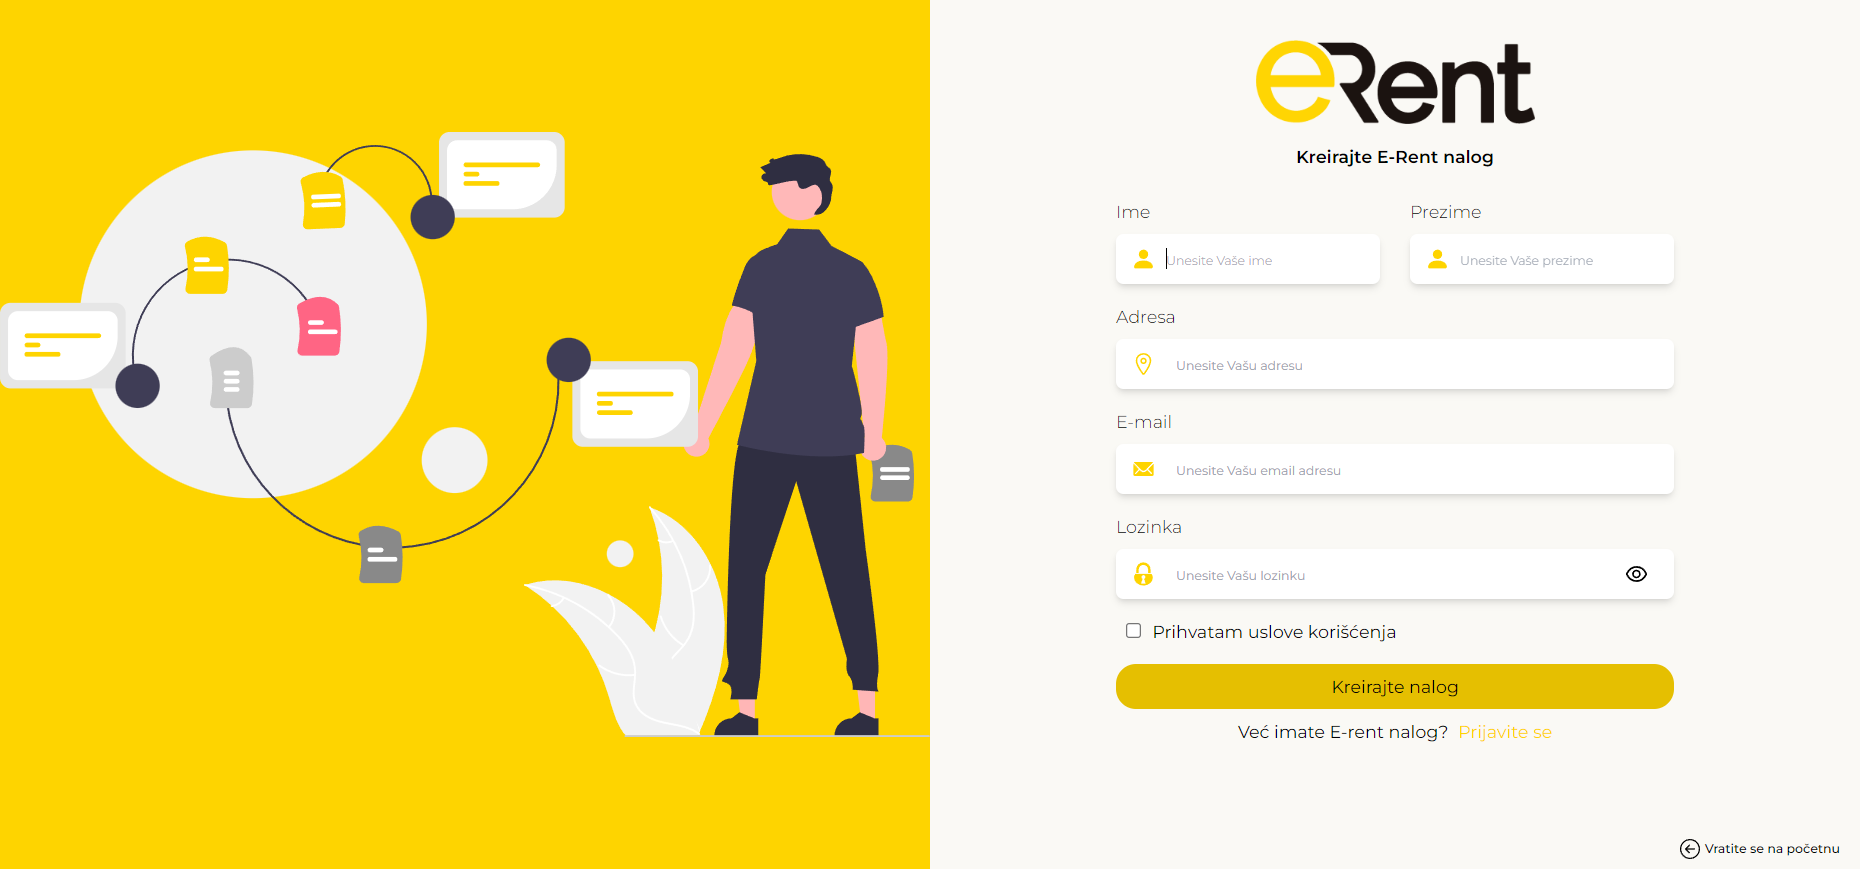 eRent
Kreirajte E-Rent nalog
Ime
Prezime
Unesite Vaše ime
Unesite Vaše prezime
Adresa
Unesite Vašu adresu
E-mail
Unesite Vašu email adresu
Lozinka
Unesite Vašu lozinku
Prihvatam uslove korišćenja
Kreirajte nalog
Već imate E-rent nalog? Prijavite se
Vratite se na početnu